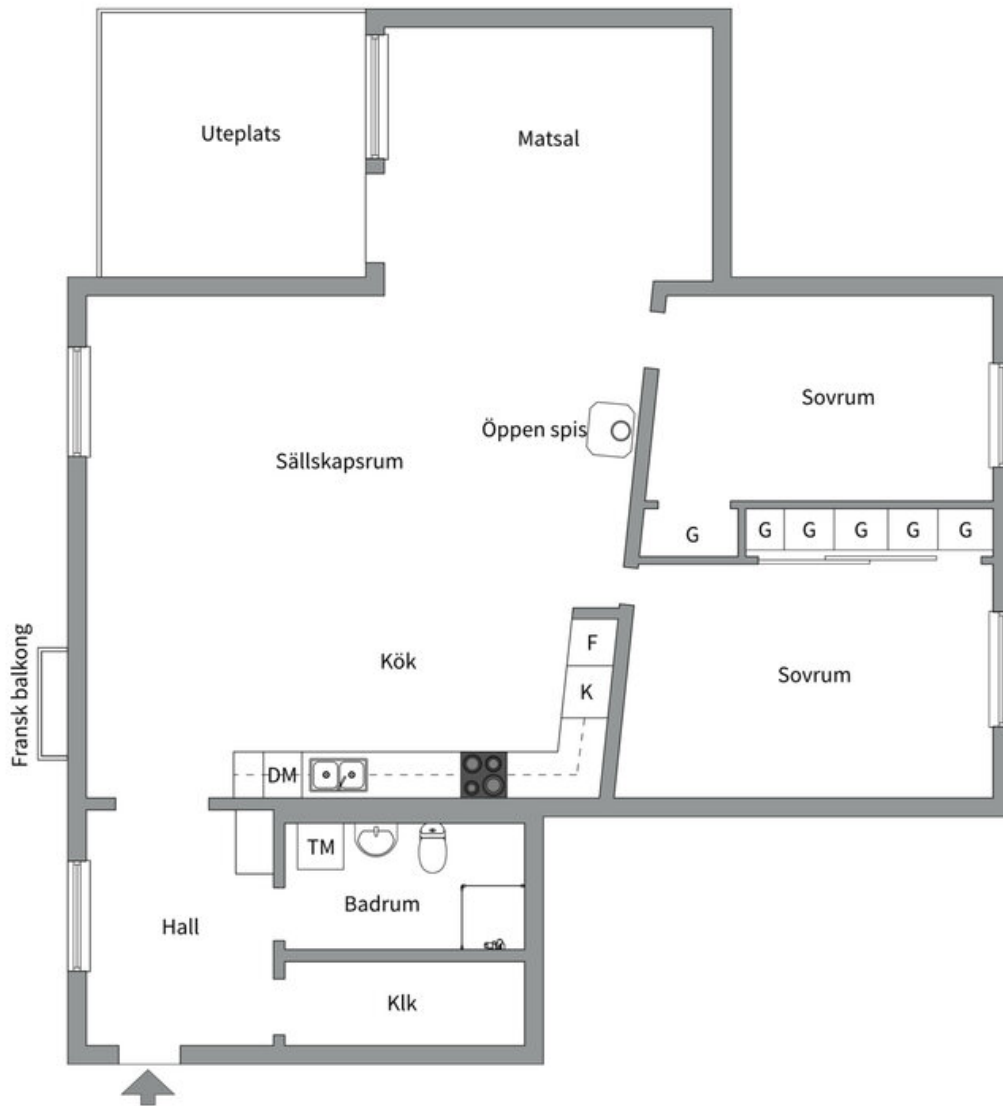 Uteplats
Matsal
Sovrum
Öppen spis
Sällskapsrum
G
G G G G G
Fransk balkong
Kök
F
K
Sovrum
DM
TM
Badrum
Hall
Klk